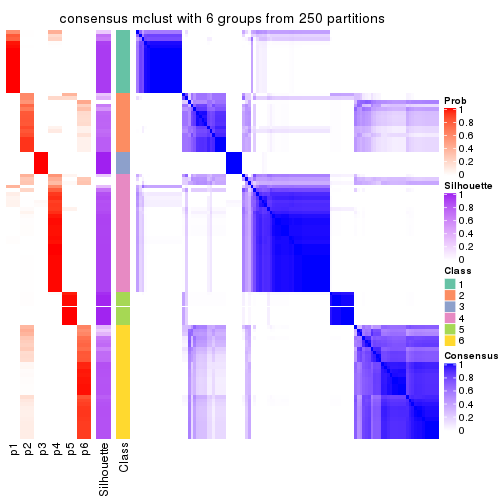 consensus mclust with 6 groups from 250 partitions
Prob
1
0.8
0.6
0.4
0.2
0
Silhouette
1
0.8
0.6
0.4
0.2
0
Class
1
2
3
4
5
6
Consensus
1
0.8
0.6
0.4
0.2
0
p1
p2
p3
p4
p5
p6
Silhouette
Class